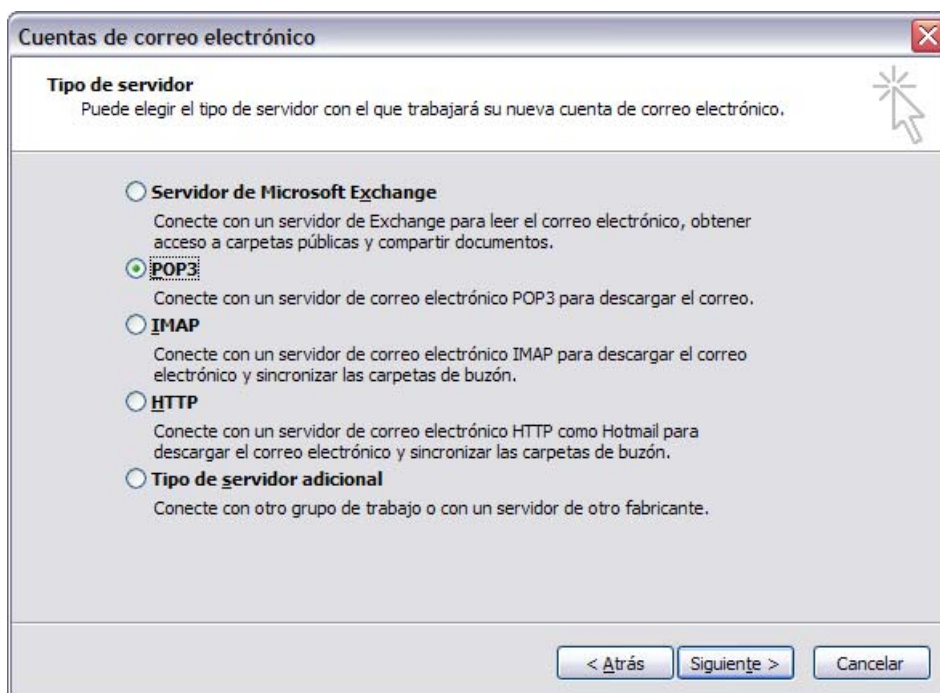 Cuentas de correo electrónico
Tipo de servidor
Puede elegir el tipo de servidor con el que trabajará su nueva cuenta de correo electrónico.
Servidor de Microsoft Exchange
Conecte con un servidor de Exchange para leer el correo electrónico, obtener
acceso a carpetas públicas y compartir documentos.
POP3
Conecte con un servidor de correo electrónico POP3 para descargar el correo.
IMAP
Conecte con un servidor de correo electrónico IMAP para descargar el correo
electrónico y sincronizar las carpetas de buzón.
HTTP
Conecte con un servidor de correo electrónico HTTP como Hotmail para
descargar el correo electrónico y sincronizar las carpetas de buzón.
Tipo de servidor adicional
Conecte con otro grupo de trabajo o con un servidor de otro fabricante.
< Atrás
Siguiente >
Cancelar